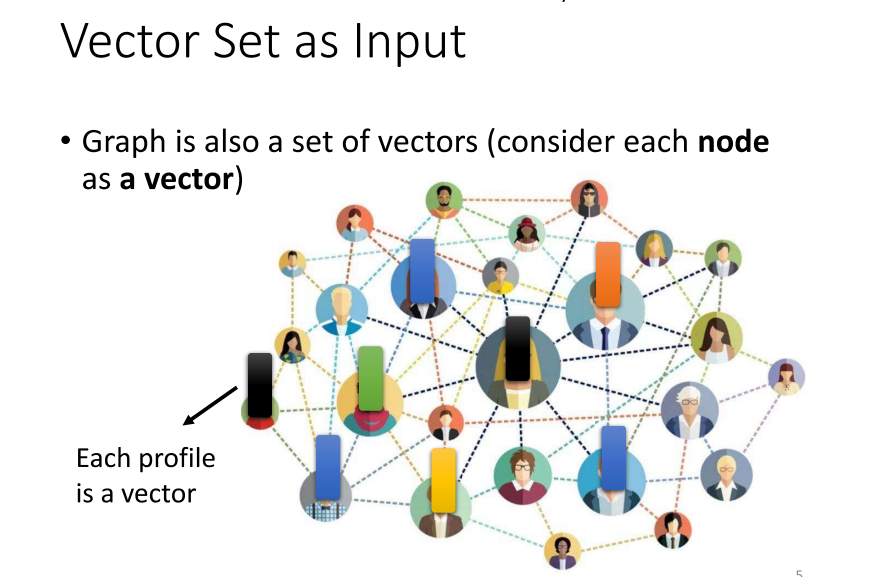 Vector Set as Input
• Graph is also a set of vectors (consider each node
as a vector)
Each profile
is a vector
5